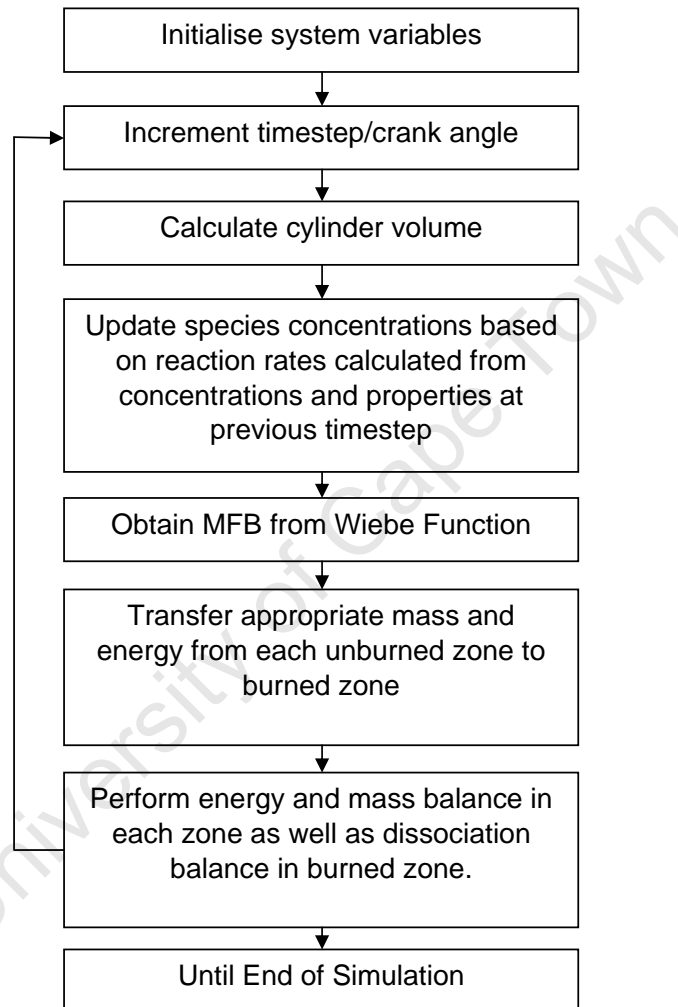 Initialise system variables
Increment timestep/crank angle
Calculate cylinder volume
Update species concentrations based
on reaction rates calculated from
concentrations and properties at
previous timestep
Obtain MFB from Wiebe Function
Transfer appropriate mass and
energy from each unburned zone to
burned zone
Perform energy and mass balance in
each zone as well as dissociation
balance in burned zone.
Until End of Simulation
University of Cape Town